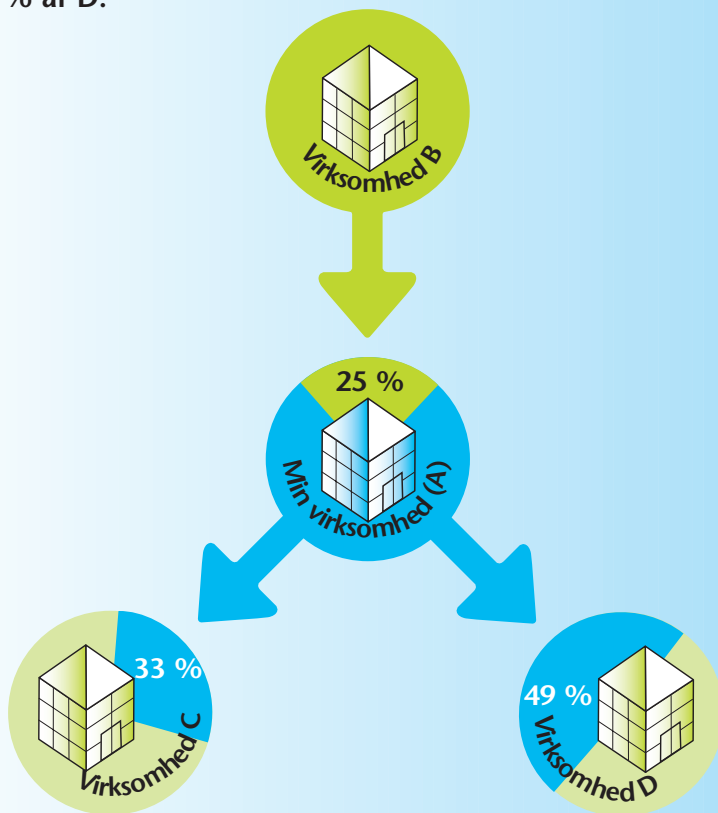 % af D.
Virksomhed B
25 %
Min virksomhed (A)
33 %
Virksomhed C
49 %
Virksomhed D